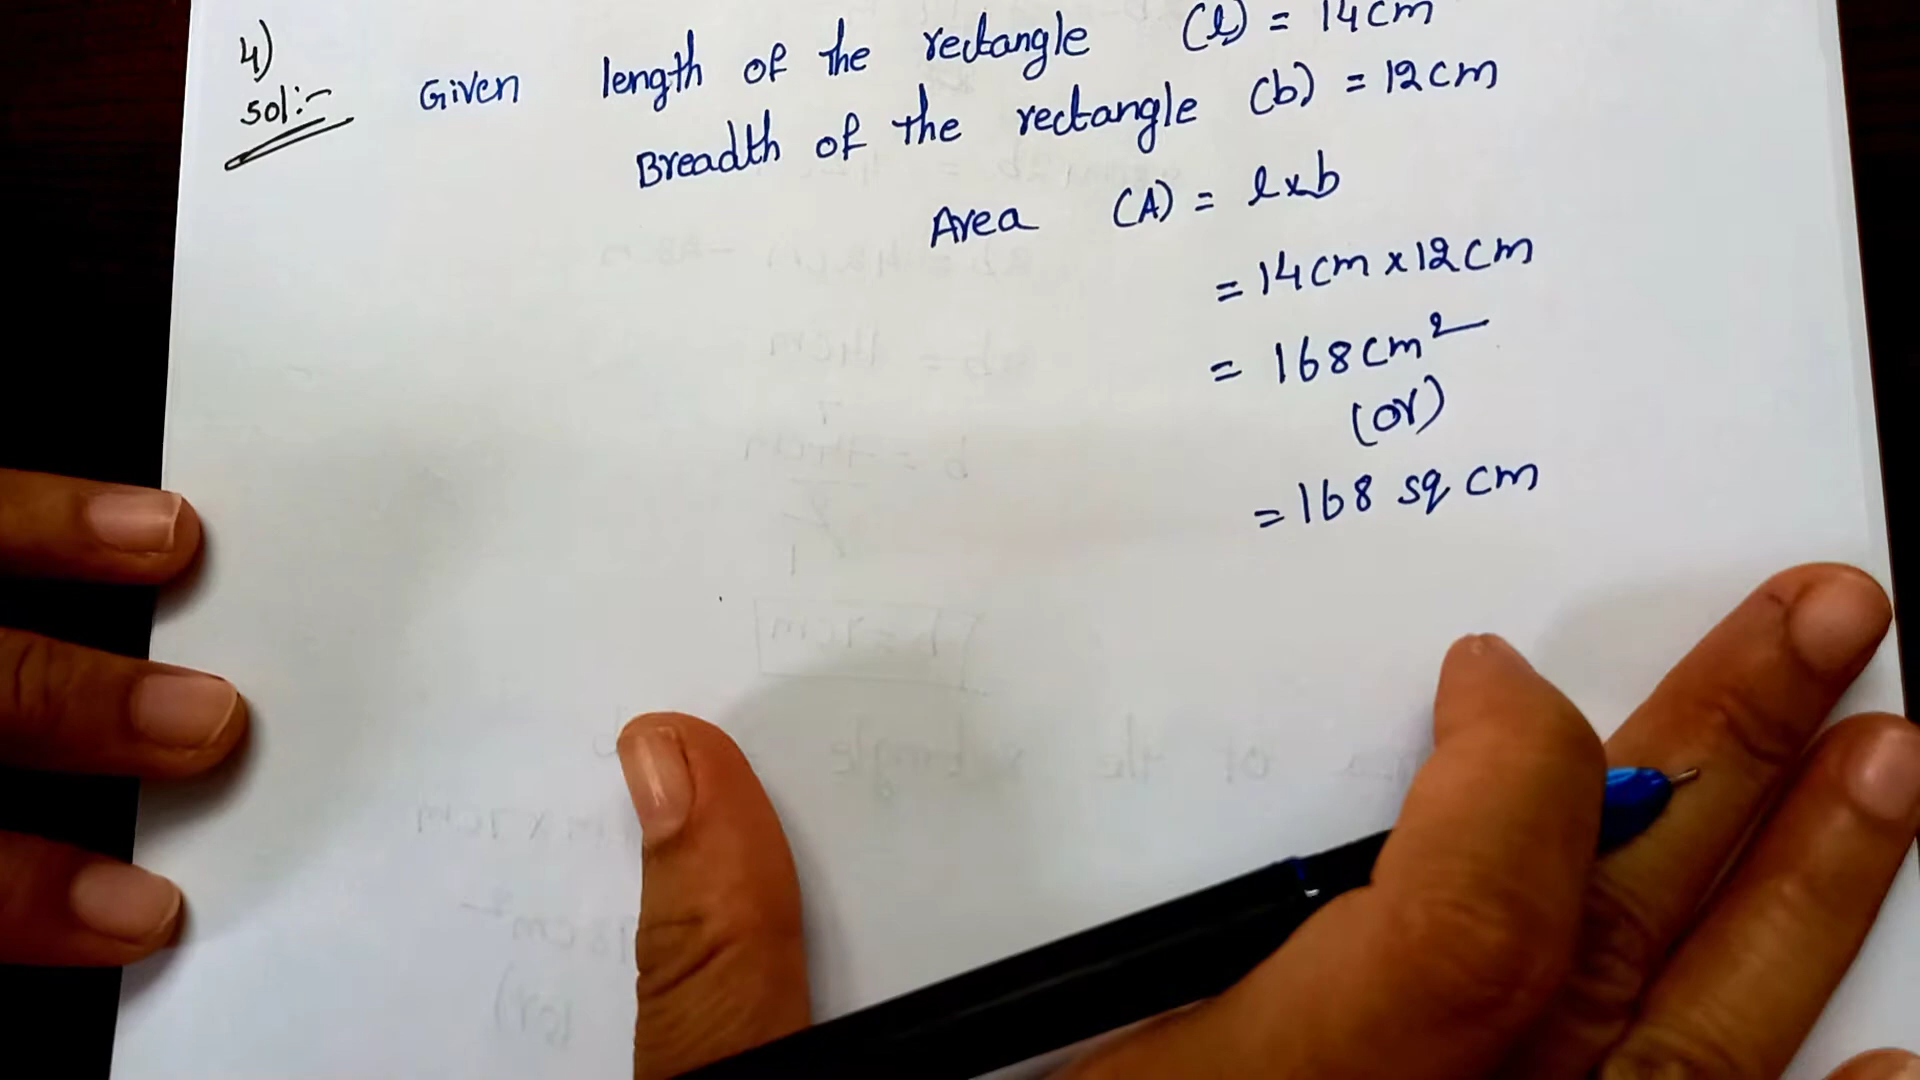 4)
Sol:-
Given length of the rectangle (l) = 14cm
Breadth of the rectangle (b) = 12cm
Area (A) = l×b
= 14cm × 12cm
= 168cm²
(or)
= 168 sq cm